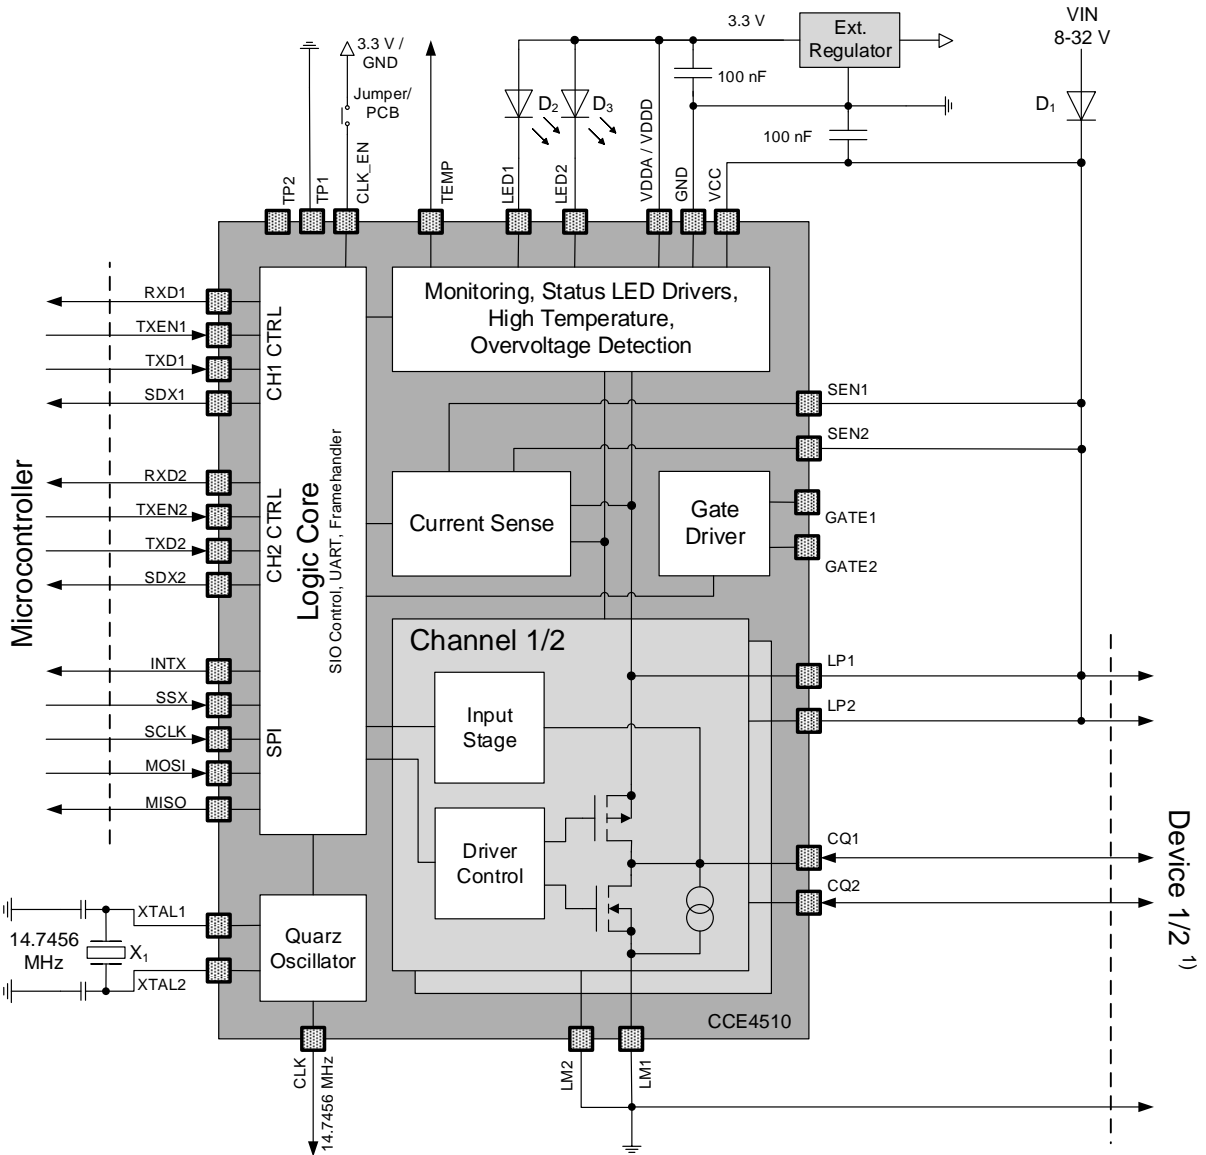 3.3 V
Ext.
Regulator
VIN
8-32 V
3.3 V /
GND
Jumper/
PCB
100 nF
D2
D3
D1
100 nF
TP2
TP1
CLK_EN
TEMP
LED1
LED2
VDDA / VDDD
GND
VCC
RXD1
TXEN1
TXD1
SDX1
CH1 CTRL
Monitoring, Status LED Drivers,
High Temperature,
Overvoltage Detection
SEN1
SEN2
Microcontroller
RXD2
TXEN2
TXD2
SDX2
CH2 CTRL
Logic Core
SIO Control, UART, Framehandler
Current Sense
Gate
Driver
GATE1
GATE2
Channel 1/2
INTX
SSX
SCLK
MOSI
MISO
SPI
Input
Stage
LP1
LP2
Driver
Control
CQ1
CQ2
Device 1/2 1)
XTAL1
14.7456
MHz
X1
XTAL2
Quarz
Oscillator
CCE4510
CLK
14.7456 MHz
LM2
LM1